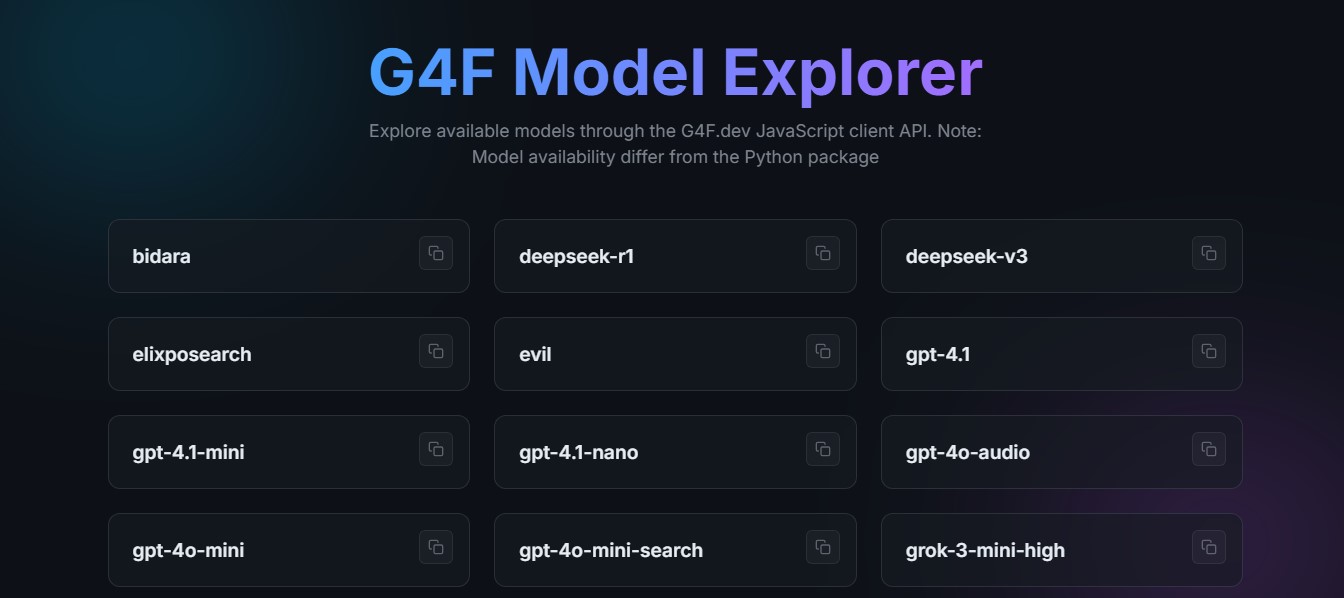 G4F Model Explorer
Explore available models through the G4F.dev JavaScript client API. Note:
Model availability differ from the Python package
bidara
deepseek-r1
deepseek-v3
elixposearch
evil
gpt-4.1
gpt-4.1-mini
gpt-4.1-nano
gpt-4o-audio
gpt-4o-mini
gpt-4o-mini-search
grok-3-mini-high